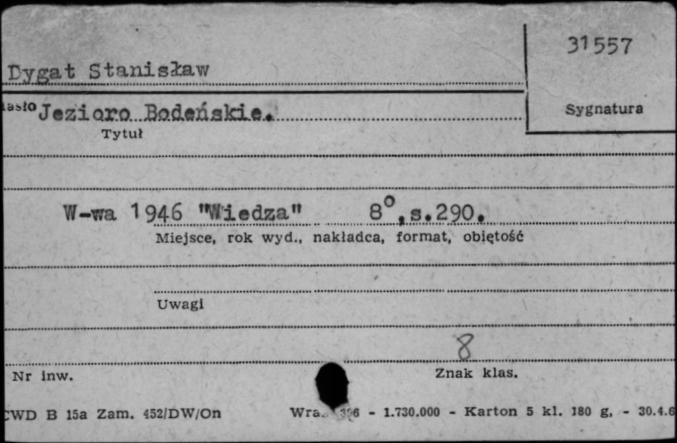 31557
Dygat Stanisław
Sygnatura
Jezioro Bodeńskie.
Tytuł
W-wa 1946 "Wiedza" 8°,s.290.
Miejsce, rok wyd., nakładca, format, objętość
Uwagi
8
Nr inw.
Znak klas.
CWD B 15a Zam. 452/DW/On - 1.730.000 - Karton 5 kl. 180 g. - 30.4.6